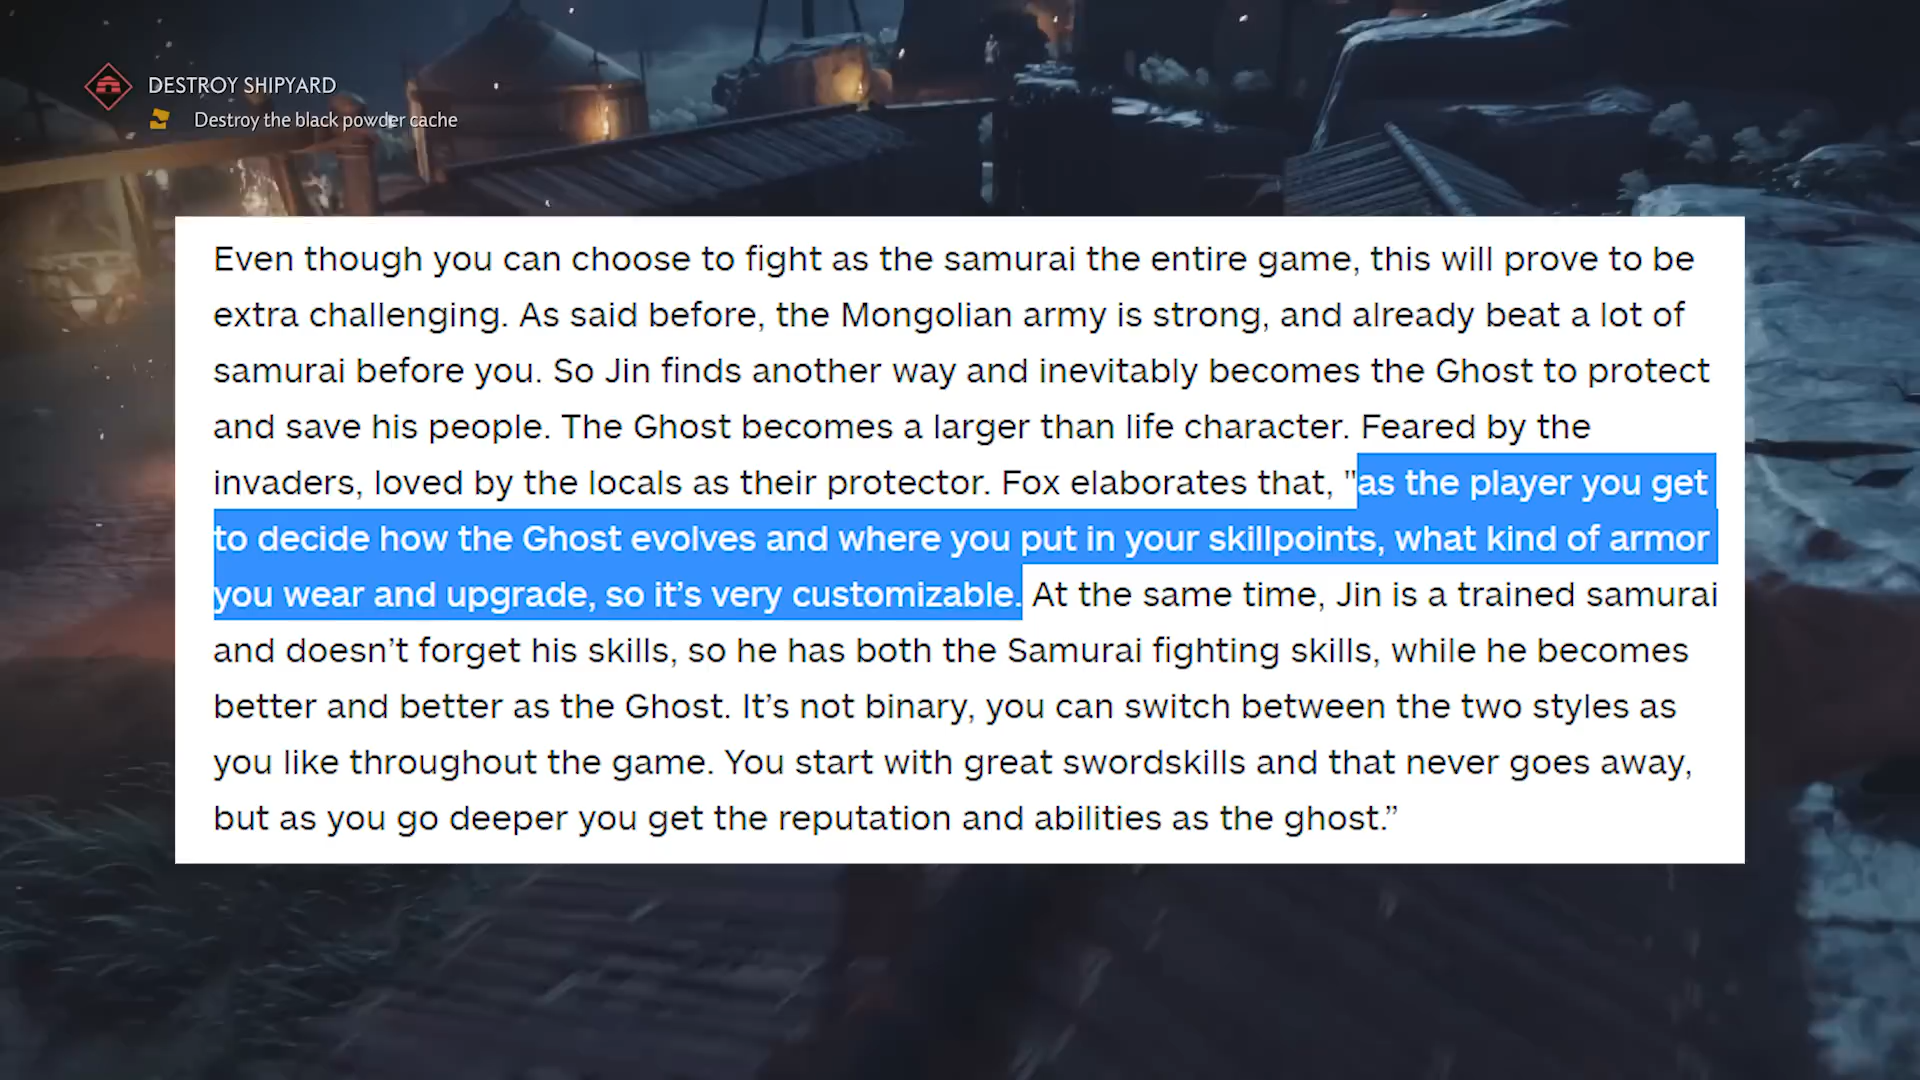 DESTROY SHIPYARD
Destroy the black powder cache
Even though you can choose to fight as the samurai the entire game, this will prove to be
extra challenging. As said before, the Mongolian army is strong, and already beat a lot of
samurai before you. So Jin finds another way and inevitably becomes the Ghost to protect
and save his people. The Ghost becomes a larger than life character. Feared by the
invaders, loved by the locals as their protector. Fox elaborates that, "as the player you get
to decide how the Ghost evolves and where you put in your skillpoints, what kind of armor
you wear and upgrade, so it’s very customizable. At the same time, Jin is a trained samurai
and doesn’t forget his skills, so he has both the Samurai fighting skills, while he becomes
better and better as the Ghost. It’s not binary, you can switch between the two styles as
you like throughout the game. You start with great swordskills and that never goes away,
but as you go deeper you get the reputation and abilities as the ghost.”